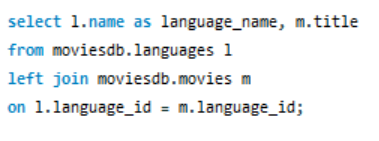 select l.name as language_name, m.title
from moviesdb.languages l
left join moviesdb.movies m
on l.language_id = m.language_id;